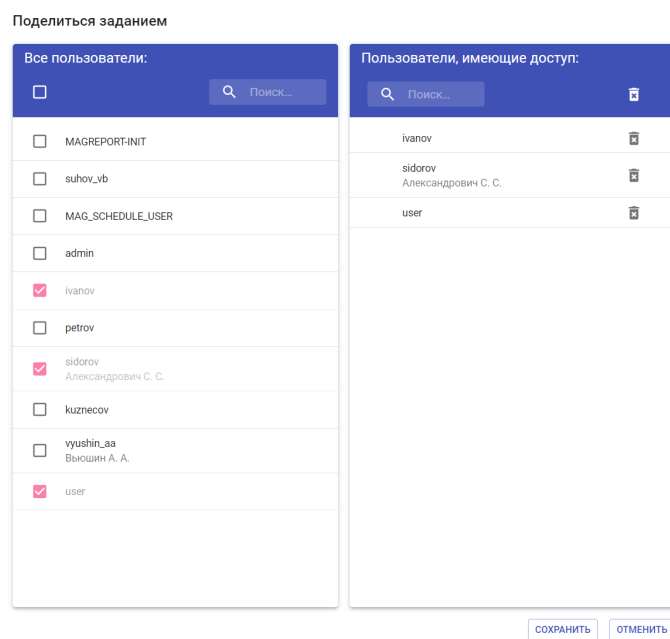 Поделиться заданием
Все пользователи:
Поиск...
MAGREPORT-INIT
suhov_vb
MAG_SCHEDULE_USER
admin
ivanov
petrov
sidorov
Александрович С. С.
kuznecov
vyushin_aa
Вьюшин А. А.
user
Пользователи, имеющие доступ:
Поиск...
ivanov
sidorov
Александрович С. С.
user
СОХРАНИТЬ
ОТМЕНИТЬ